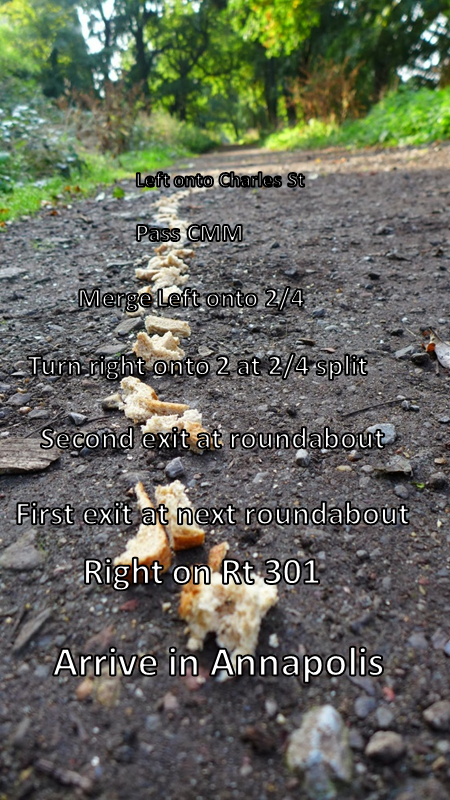 Left onto Charles St
Pass CMM
Merge Left onto 2/4
Turn right onto 2 at 2/4 split
Second exit at roundabout
First exit at next roundabout
Right on Rt 301
Arrive in Annapolis